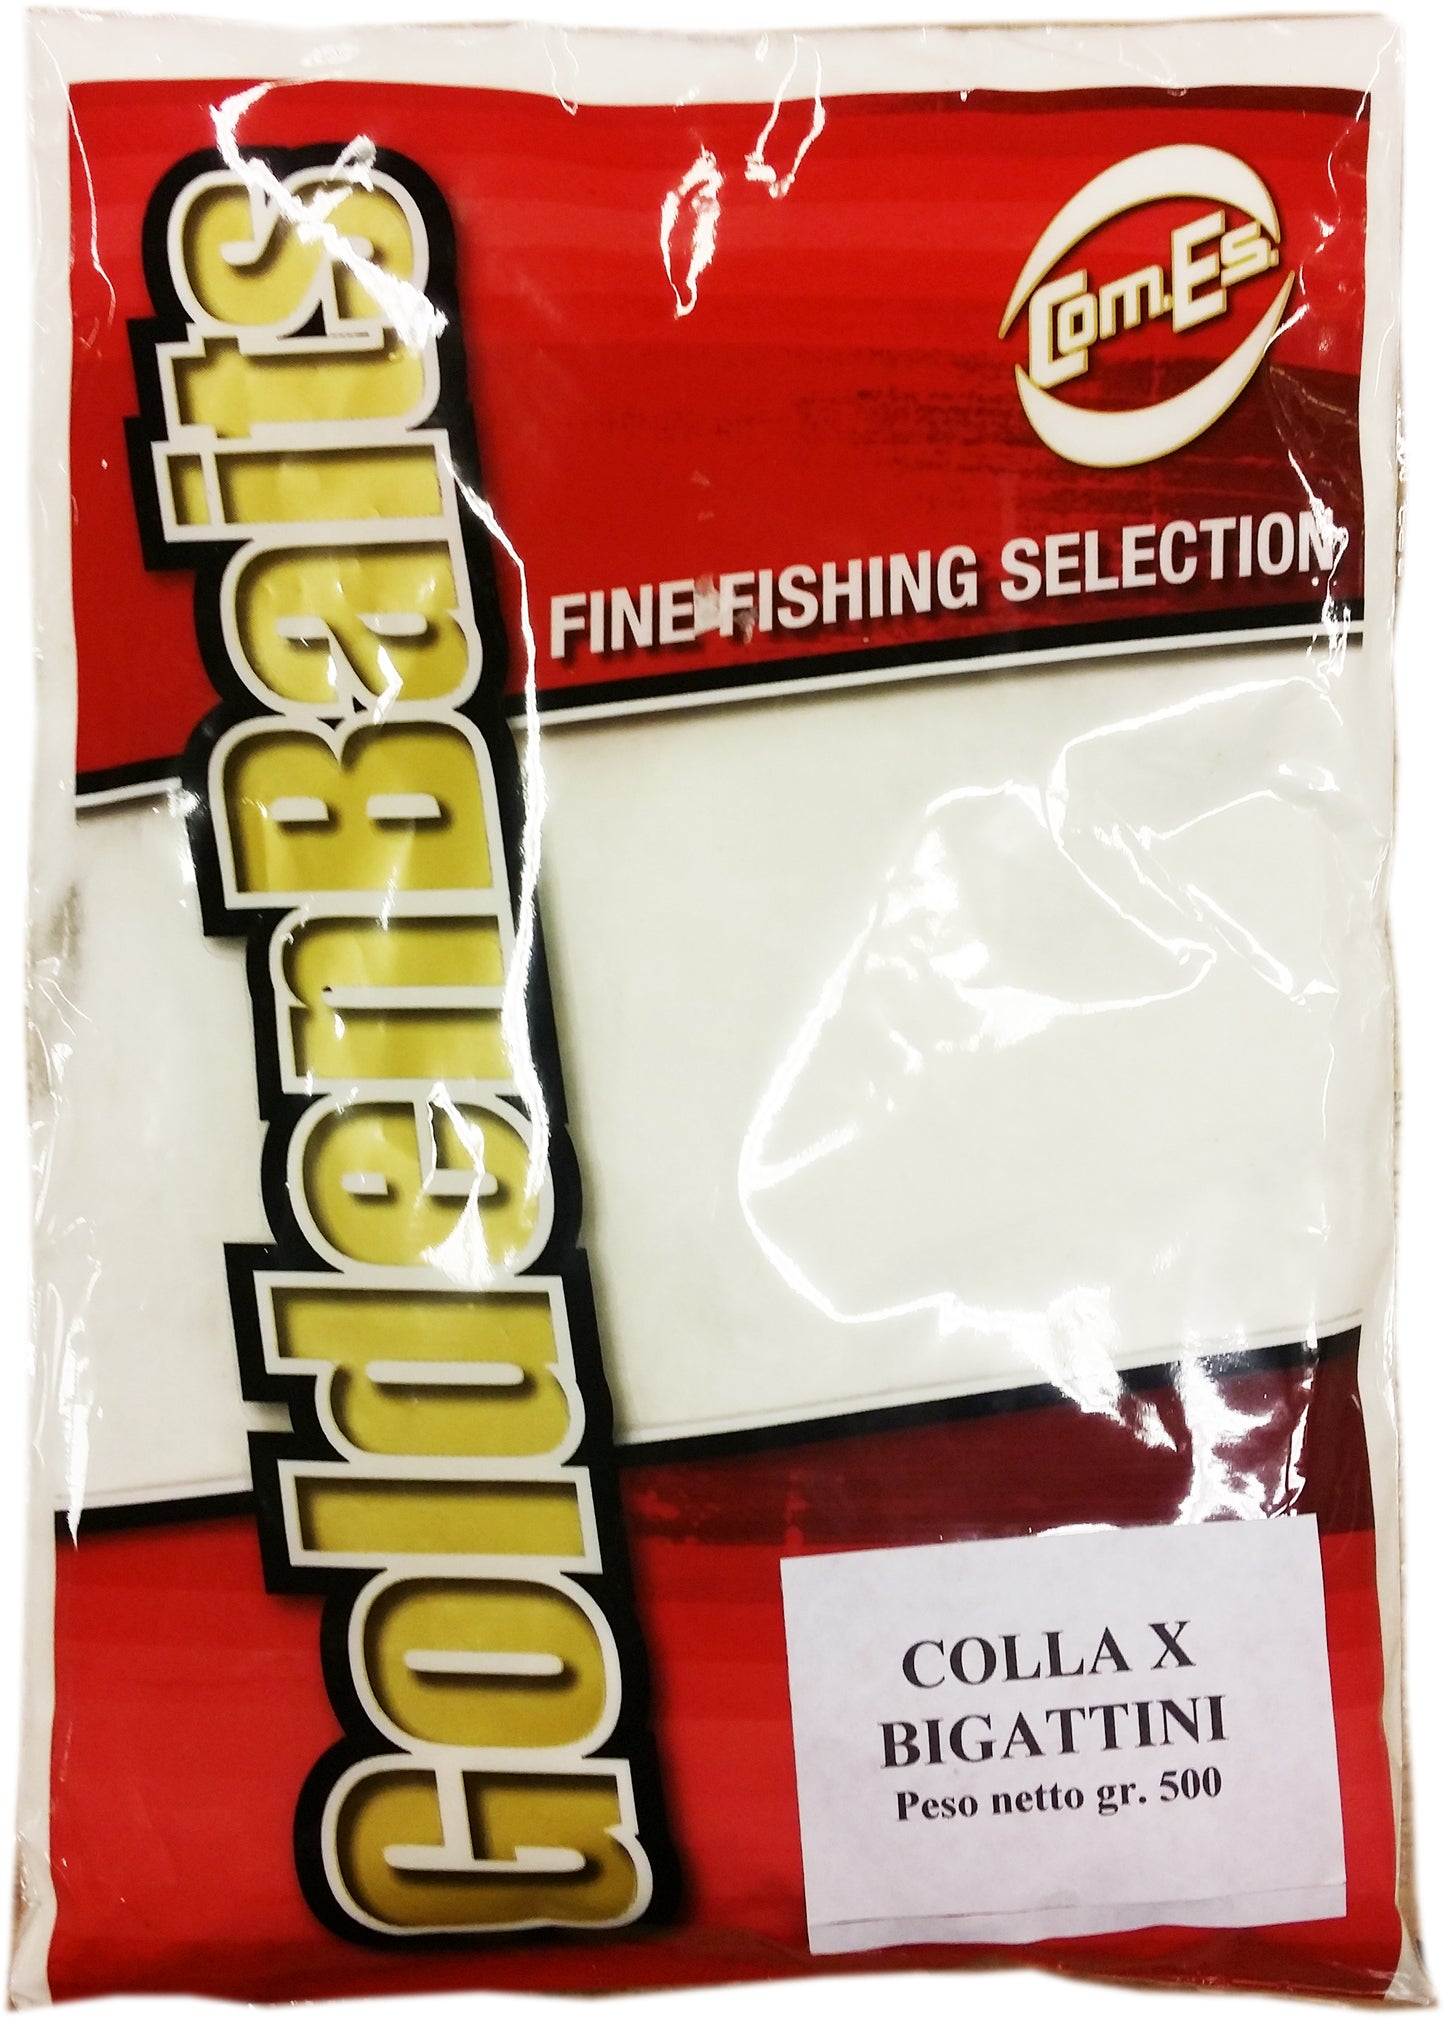 Com.Es.
FINE FISHING SELECTION
GoldenBaits
COLLA X
BIGATTINI
Peso netto gr. 500